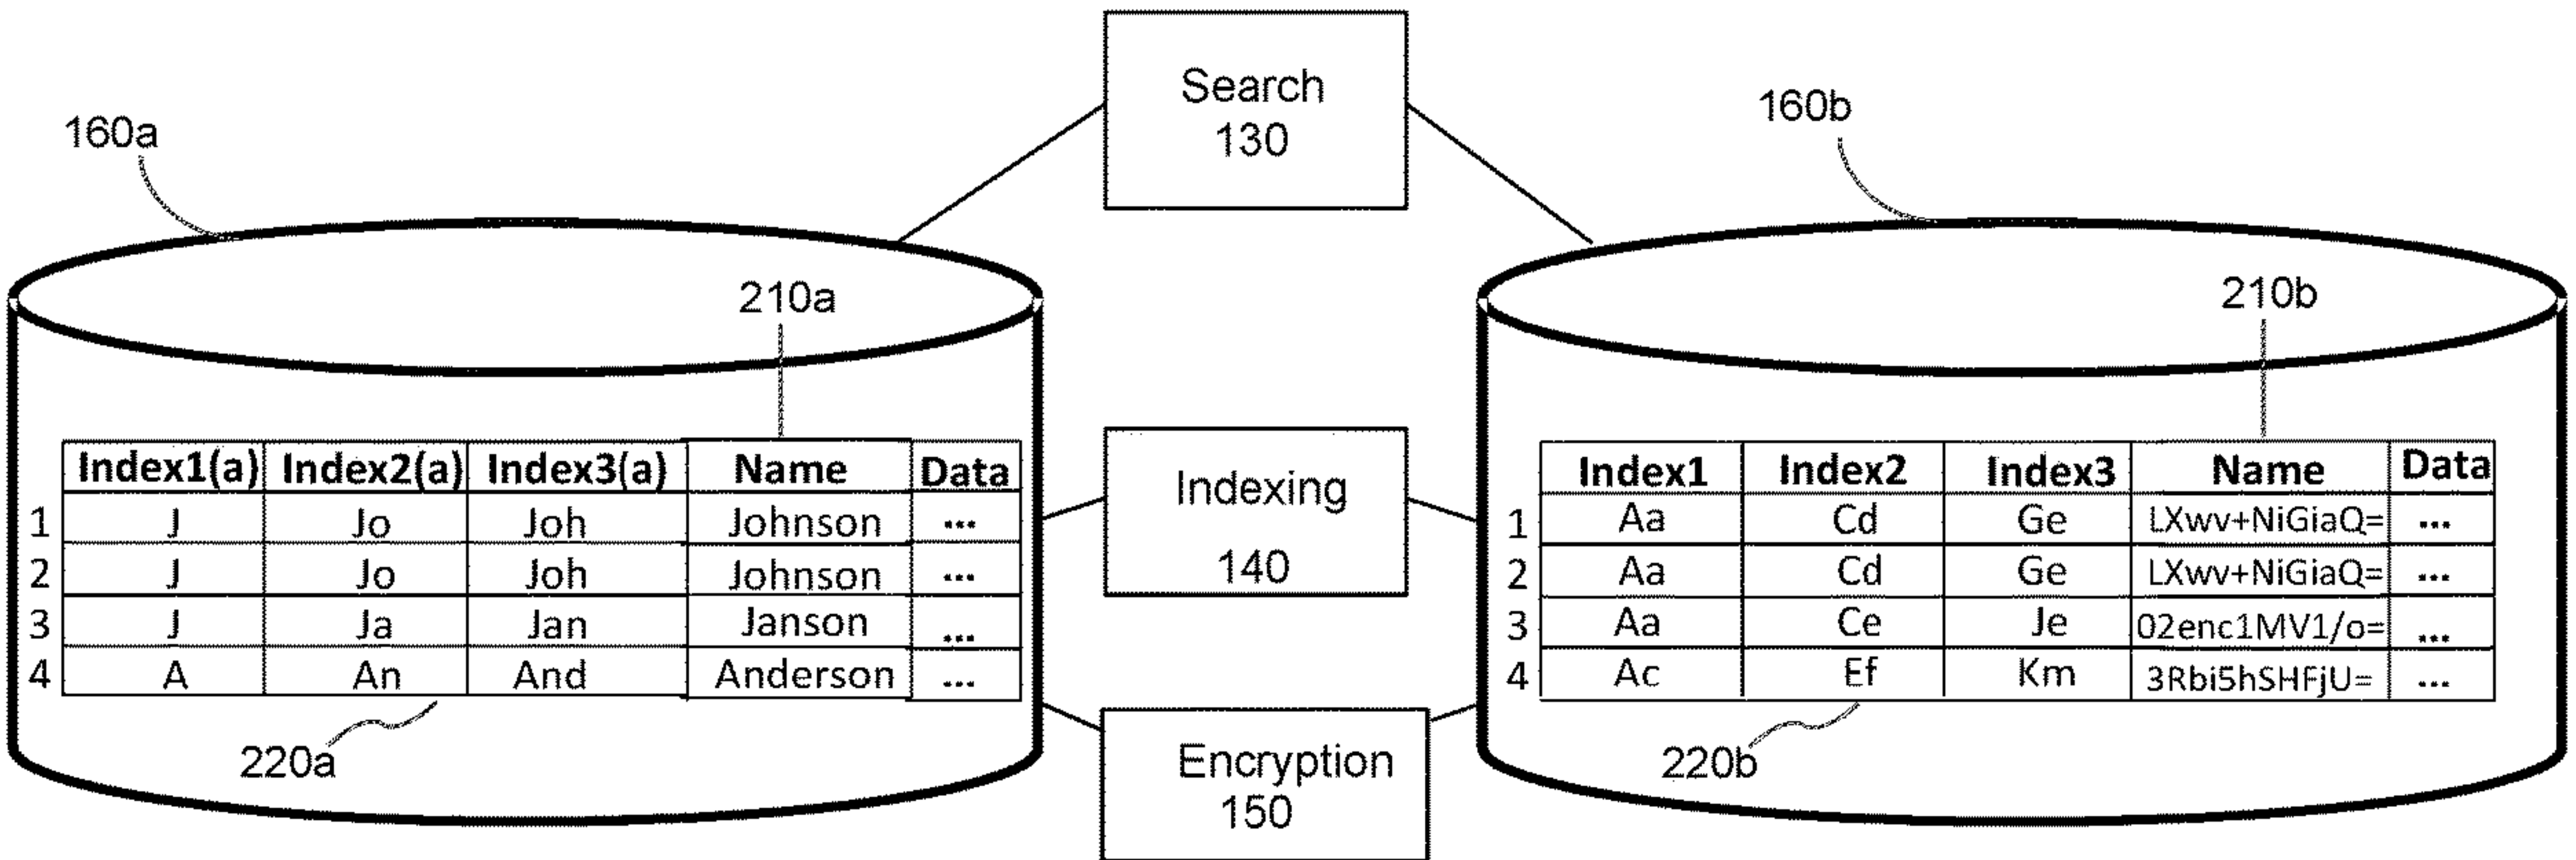 Search
130
160a
160b
210a
210b
Index1(a) Index2(a) Index3(a) Name Data
1 J Jo Joh Johnson ...
2 J Jo Joh Johnson ...
3 J Ja Jan Janson ...
4 A An And Anderson ...
220a
Indexing
140
Encryption
150
Index1 Index2 Index3 Name Data
1 Aa Cd Ge LXwv+NiGiaQ= ...
2 Aa Cd Ge LXwv+NiGiaQ= ...
3 Aa Ce Je 02enc1MV1/o= ...
4 Ac Ef Km 3Rbi5hSHFjU= ...
220b